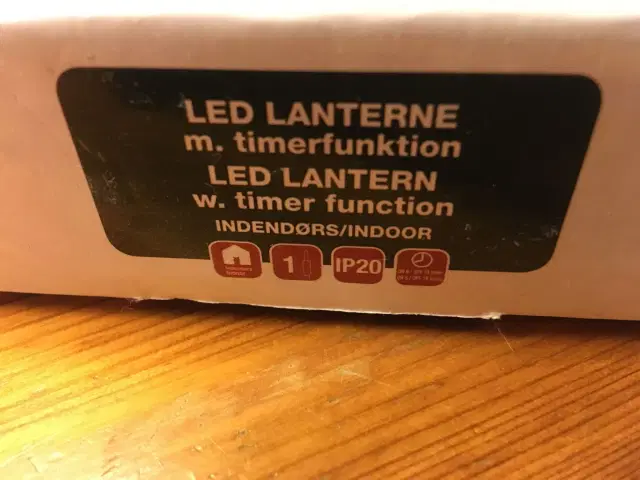 LED LANTERNE
m. timerfunktion
LED LANTERN
w. timer function
INDENDØRS/INDOOR
1
IP20